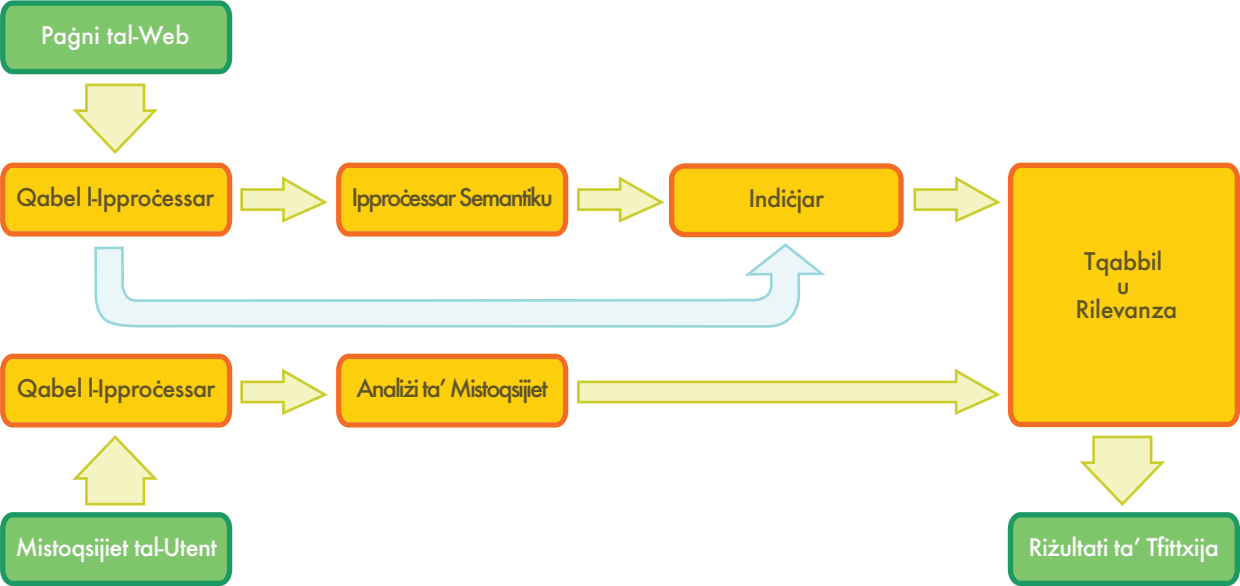 Paġni tal-Web
Qabel l-Ipproċessar
Ipproċessar Semantiku
Indiċjar
Tqabbil
u
Rilevanza
Qabel l-Ipproċessar
Analiżi ta’ Mistoqsijiet
Mistoqsijiet tal-Utent
Riżultati ta’ Tfittxija